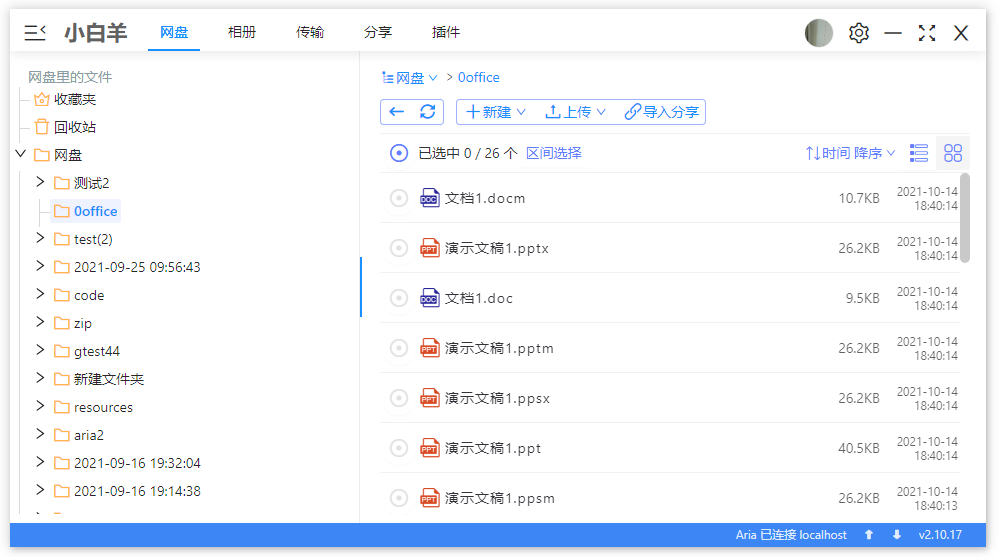 小白羊 网盘 相册 传输 分享 插件
网盘里的文件
收藏夹
回收站
网盘
测试2
0office
test(2)
2021-09-25 09:56:43
code
zip
gtest44
新建文件夹
resources
aria2
2021-09-16 19:32:04
2021-09-16 19:14:38
网盘 > 0office
新建 上传 导入分享
已选中 0 / 26 个 区间选择 时间 降序
DOC 文档1.docm 10.7KB 2021-10-14
18:40:14
PPT 演示文稿1.pptx 26.2KB 2021-10-14
18:40:14
DOC 文档1.doc 9.5KB 2021-10-14
18:40:14
PPT 演示文稿1.pptm 26.2KB 2021-10-14
18:40:14
PPT 演示文稿1.ppsx 26.2KB 2021-10-14
18:40:14
PPT 演示文稿1.ppt 40.5KB 2021-10-14
18:40:14
PPT 演示文稿1.ppsm 26.2KB 2021-10-14
18:40:13
Aria 已连接 localhost v2.10.17